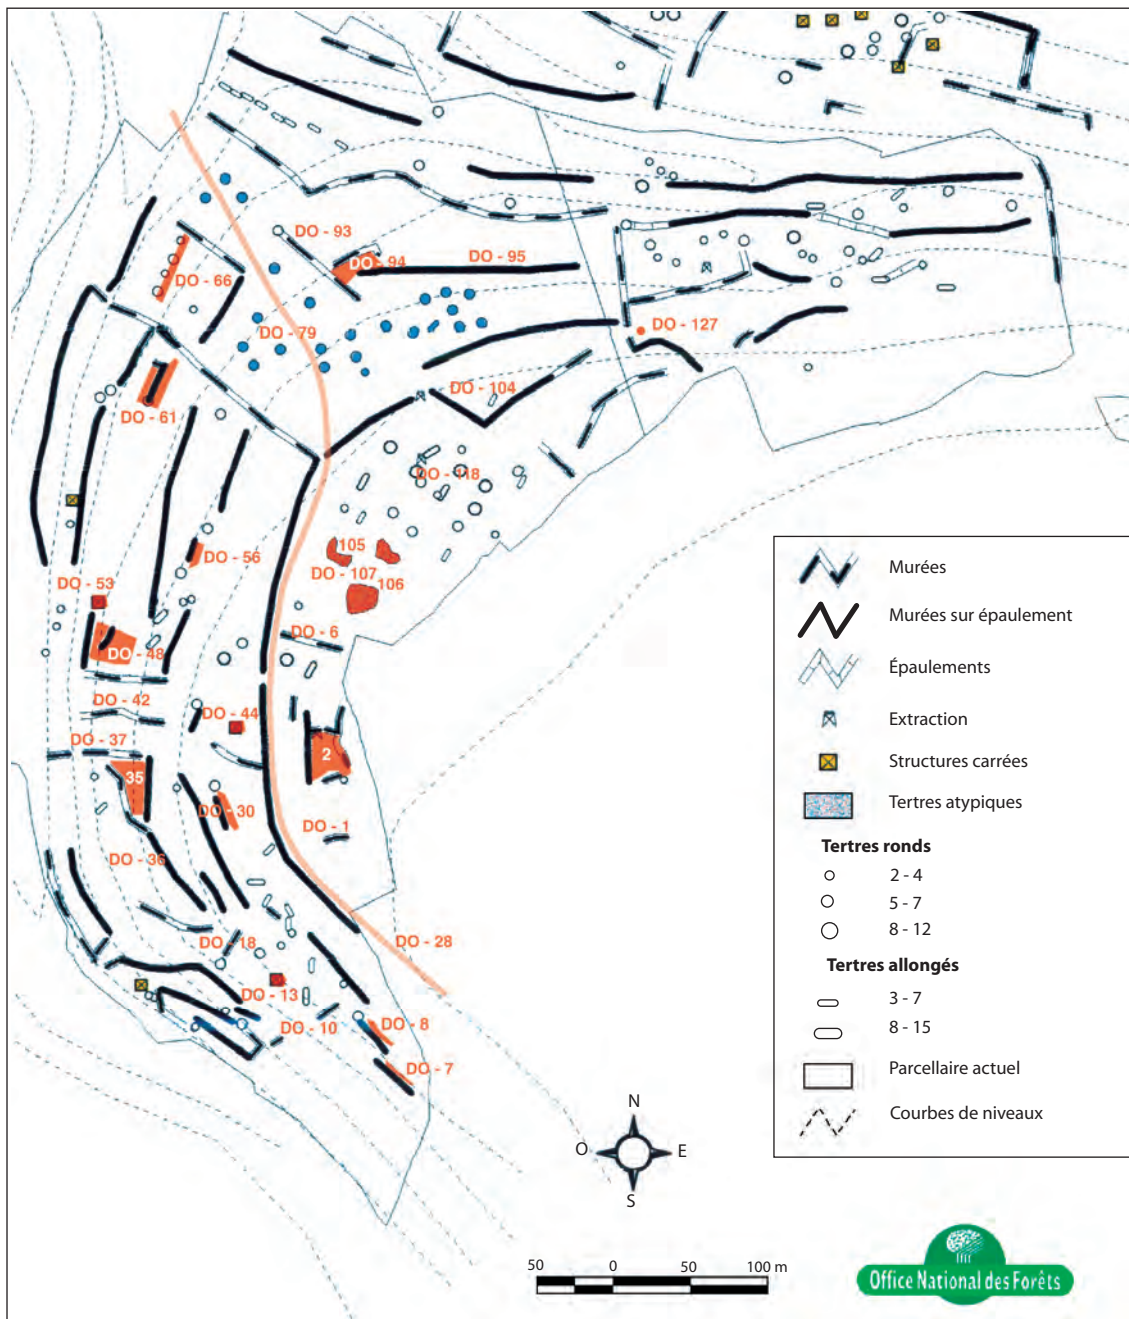 DO - 93
DO - 94
DO - 95
DO - 66
DO - 79
DO - 127
DO - 104
DO - 61
DO - 118
DO - 56
105
DO - 107
106
DO - 53
DO - 6
DO - 48
DO - 42
DO - 44
DO - 37
2
35
DO - 30
DO - 1
DO - 36
DO - 18
DO - 28
DO - 13
DO - 10
DO - 8
DO - 7
Murées
Murées sur épaulement
Épaulements
Extraction
Structures carrées
Tertres atypiques
Tertres ronds
2 - 4
5 - 7
8 - 12
Tertres allongés
3 - 7
8 - 15
Parcellaire actuel
Courbes de niveaux
N
O
E
S
50 0 50 100 m
Office National des Forêts